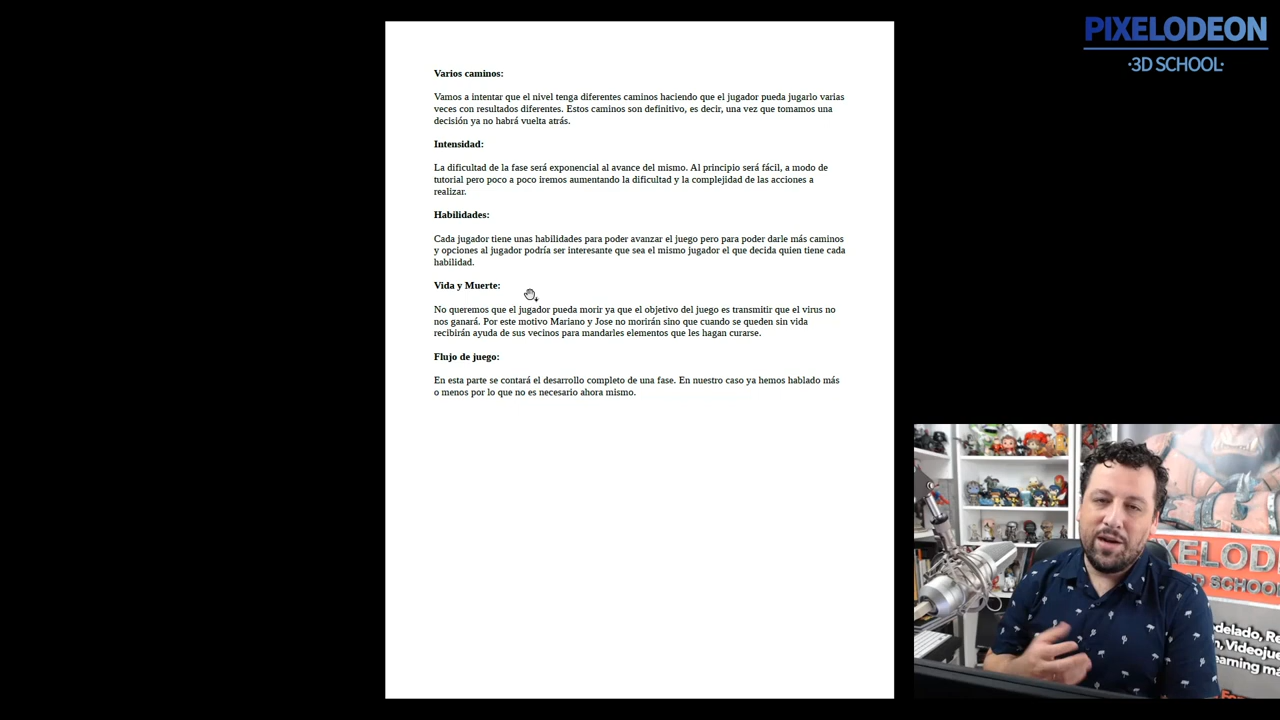 PIXELODEON
·3D SCHOOL·
Varios caminos:
Vamos a intentar que el nivel tenga diferentes caminos haciendo que el jugador pueda jugarlo varias
veces con resultados diferentes. Estos caminos son definitivo, es decir, una vez que tomamos una
decisión ya no habrá vuelta atrás.
Intensidad:
La dificultad de la fase será exponencial al avance del mismo. Al principio será fácil, a modo de
tutorial pero poco a poco iremos aumentando la dificultad y la complejidad de las acciones a
realizar.
Habilidades:
Cada jugador tiene unas habilidades para poder avanzar el juego pero para poder darle más caminos
y opciones al jugador podría ser interesante que sea el mismo jugador el que decida quien tiene cada
habilidad.
Vida y Muerte:
No queremos que el jugador pueda morir ya que el objetivo del juego es transmitir que el virus no
nos ganará. Por este motivo Mariano y Jose no morirán sino que cuando se queden sin vida
recibirán ayuda de sus vecinos para mandarles elementos que les hagan curarse.
Flujo de juego:
En esta parte se contará el desarrollo completo de una fase. En nuestro caso ya hemos hablado más
o menos por lo que no es necesario ahora mismo.
XELOD
D SCHOOL
delado, Re
n, Videojue
eaming má